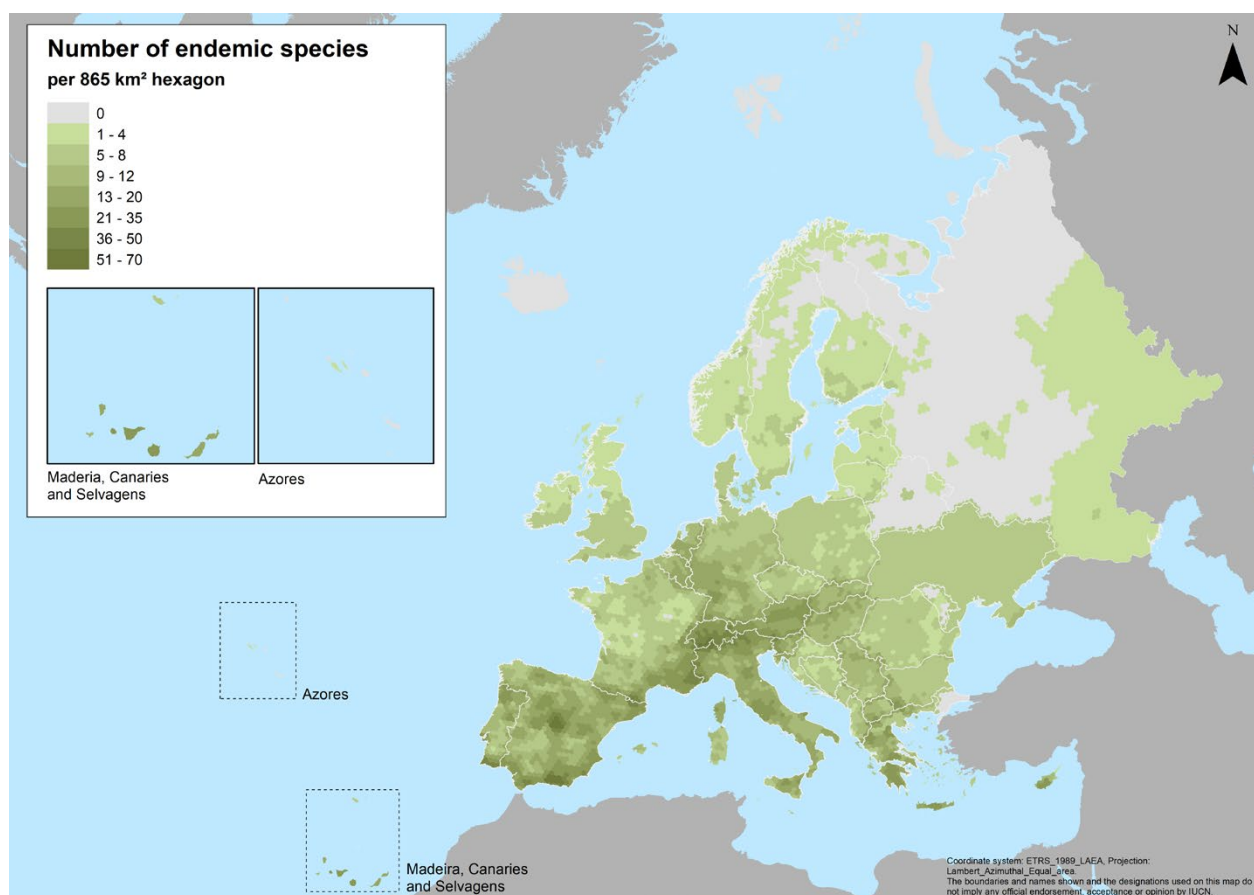 Number of endemic species
per 865 km² hexagon
0
1 - 4
5 - 8
9 - 12
13 - 20
21 - 35
36 - 50
51 - 70
Maderia, Canaries
and Selvagens
Azores
N
Azores
Madeira, Canaries
and Selvagens
Coordinate system: ETRS_1989_LAEA, Projection:
Lambert_Azimuthal_Equal_area.
The boundaries and names shown and the designations used on this map do
not imply any official endorsement, acceptance or opinion by IUCN.